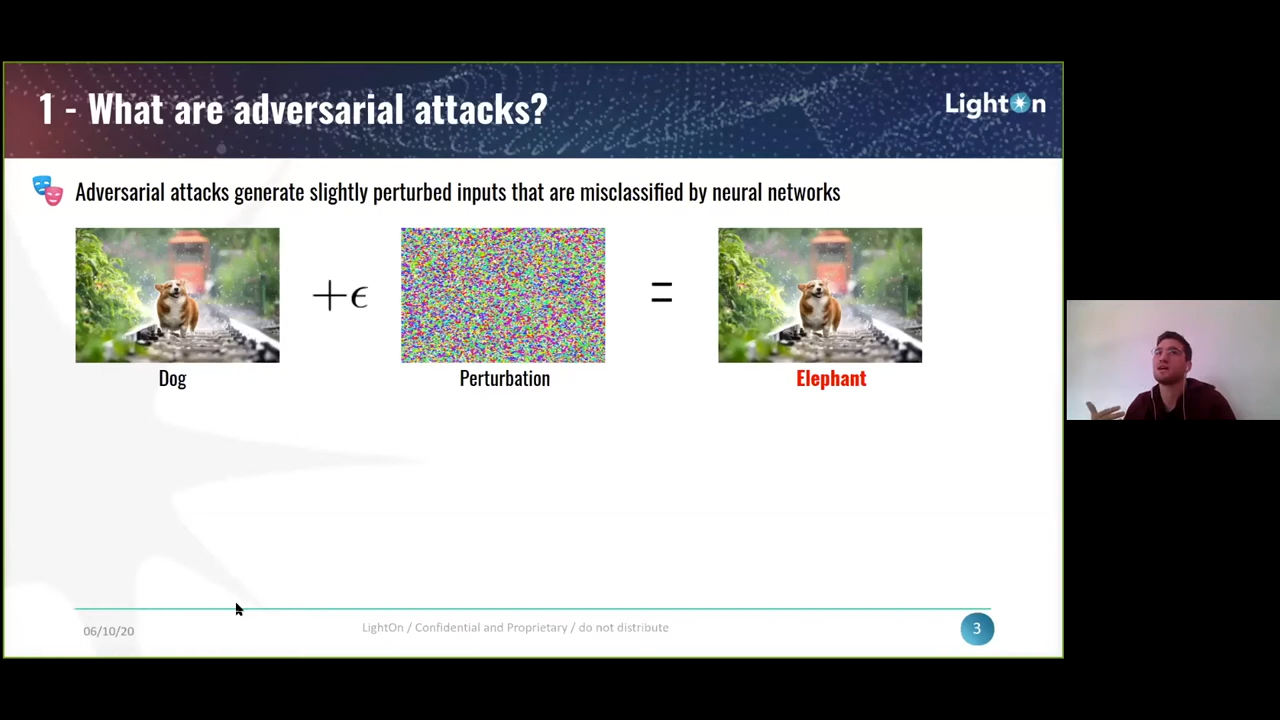 1 - What are adversarial attacks?
LightOn
Adversarial attacks generate slightly perturbed inputs that are misclassified by neural networks
+ϵ
=
Dog
Perturbation
Elephant
06/10/20
LightOn / Confidential and Proprietary / do not distribute
3